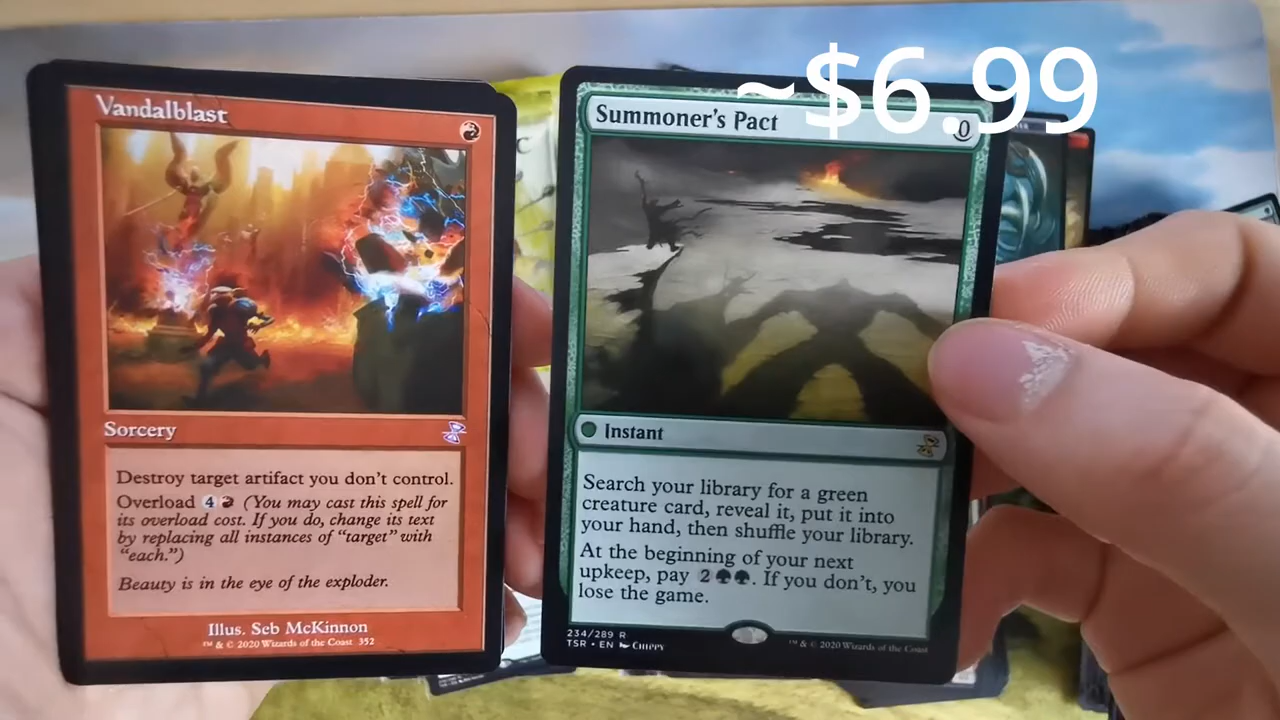 ~$6.99
Vandalblast
Sorcery
Destroy target artifact you don't control.
Overload 4 (You may cast this spell for
its overload cost. If you do, change its text
by replacing all instances of "target" with
"each.")
Beauty is in the eye of the exploder.
Illus. Seb McKinnon
™ & © 2020 Wizards of the Coast 352
Summoner's Pact 0
Instant
Search your library for a green
creature card, reveal it, put it into
your hand, then shuffle your library.
At the beginning of your next
upkeep, pay 2. If you don't, you
lose the game.
234/289 R
TSR • EN CHIPPY
™ & © 2020 Wizards of the Coast
C